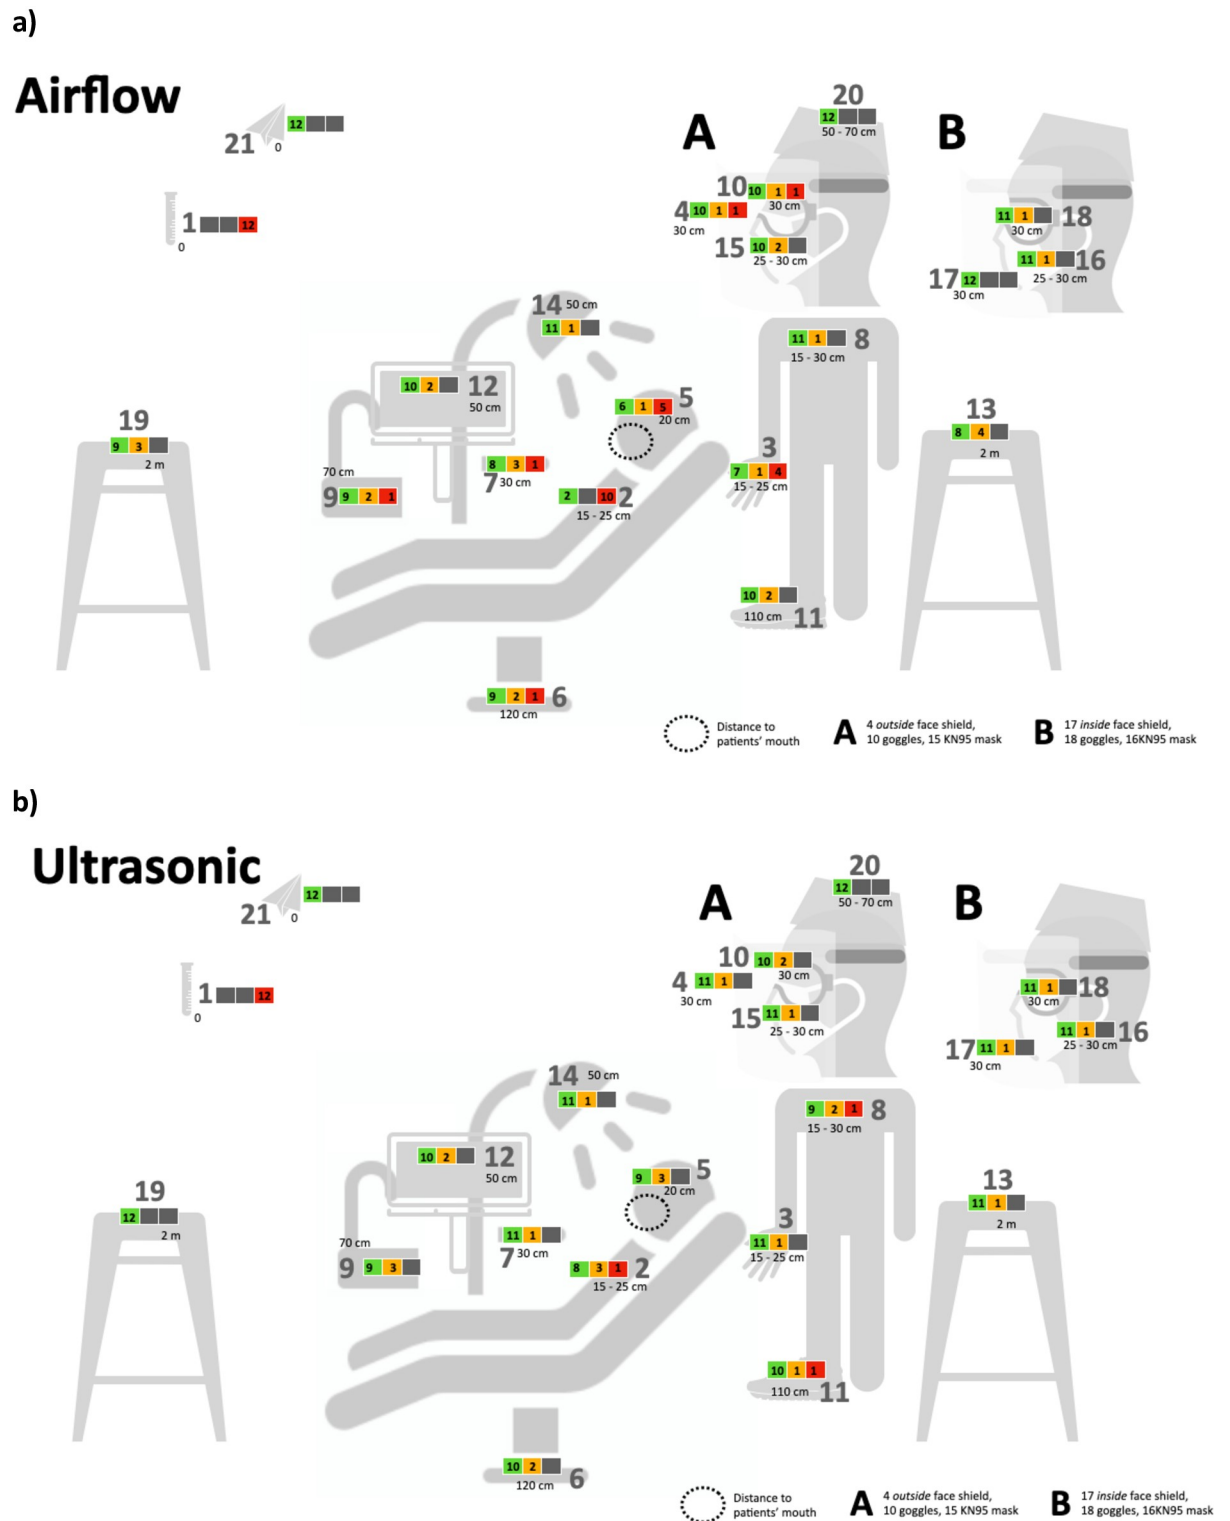 a)
Airflow
21
12
0
1
12
0
A
20
12
50 - 70 cm
B
10
10 1 1
30 cm
4
10 1 1
30 cm
15
10 2
25 - 30 cm
11 1
18
30 cm
11 1
16
25 - 30 cm
17
12
30 cm
14
50 cm
11 1
11 1
8
15 - 30 cm
10 2
12
50 cm
5
6 1 5
20 cm
19
9 3
2 m
13
8 4
2 m
3
7 1 4
15 - 25 cm
8 3 1
7
30 cm
70 cm
9
9 2 1
2 10
2
15 - 25 cm
10 2
110 cm
11
9 2 1
6
120 cm
Distance to
patients' mouth
A
4 outside face shield,
10 goggles, 15 KN95 mask
B
17 inside face shield,
18 goggles, 16KN95 mask
b)
Ultrasonic
21
12
0
1
12
0
A
20
12
50 - 70 cm
B
10
10 2
30 cm
4
11 1
30 cm
15
11 1
25 - 30 cm
11 1
18
30 cm
11 1
16
25 - 30 cm
17
11 1
30 cm
14
50 cm
11 1
9 2 1
8
15 - 30 cm
10 2
12
50 cm
5
9 3
20 cm
19
12
2 m
13
11 1
2 m
3
11 1
15 - 25 cm
11 1
7
30 cm
70 cm
9
9 3
8 3 1
2
15 - 25 cm
10 1 1
110 cm
11
10 2
6
120 cm
Distance to
patients' mouth
A
4 outside face shield,
10 goggles, 15 KN95 mask
B
17 inside face shield,
18 goggles, 16KN95 mask